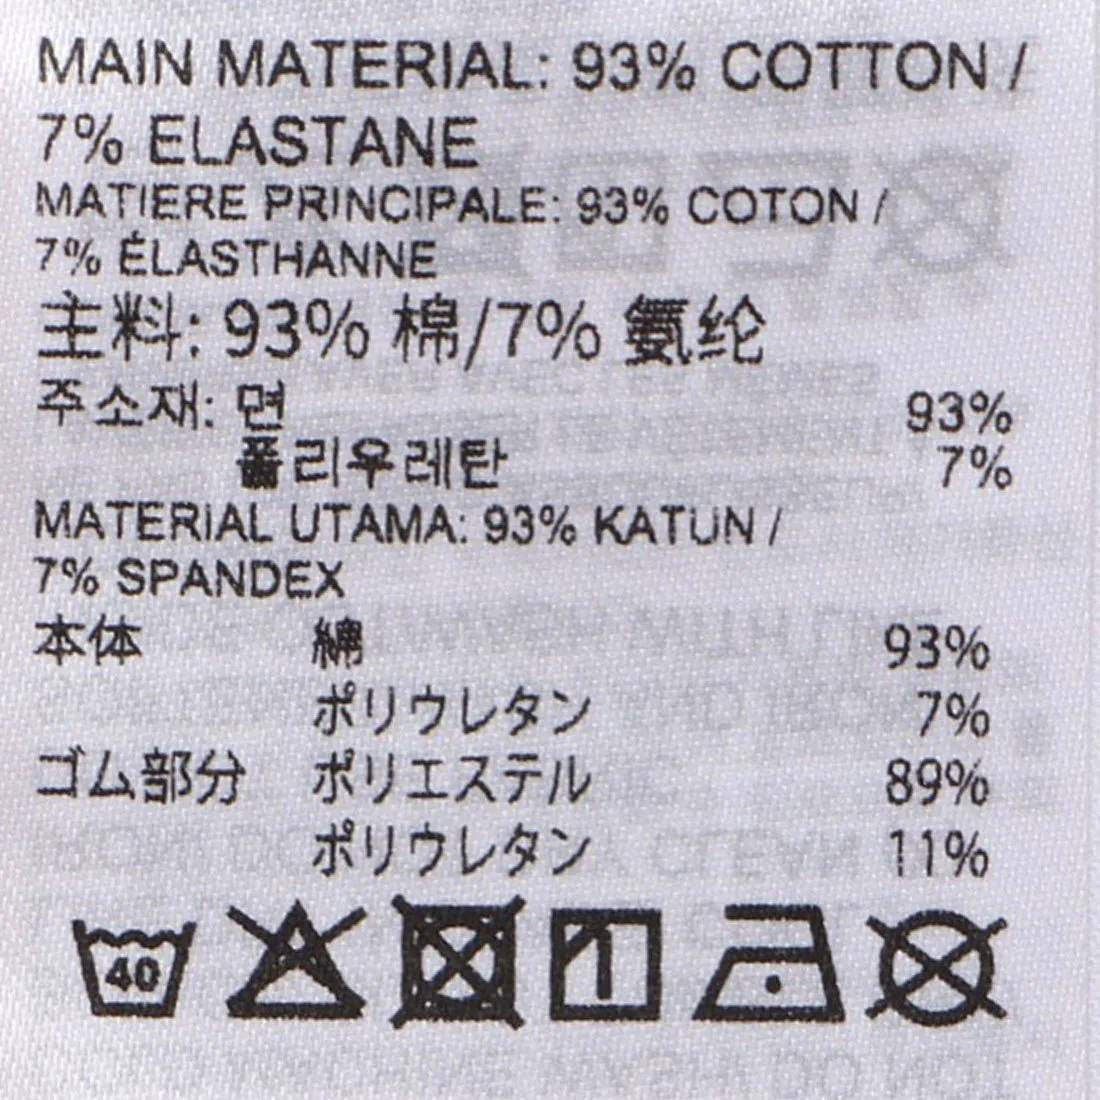 MAIN MATERIAL: 93% COTTON /
7% ELASTANE
MATIERE PRINCIPALE: 93% COTON /
7% ÉLASTHANNE
主料: 93% 棉/7% 氨纶
주소재: 면 93%
폴리우레탄 7%
MATERIAL UTAMA: 93% KATUN /
7% SPANDEX
本体 綿 93%
ポリウレタン 7%
ゴム部分 ポリエステル 89%
ポリウレタン 11%
40